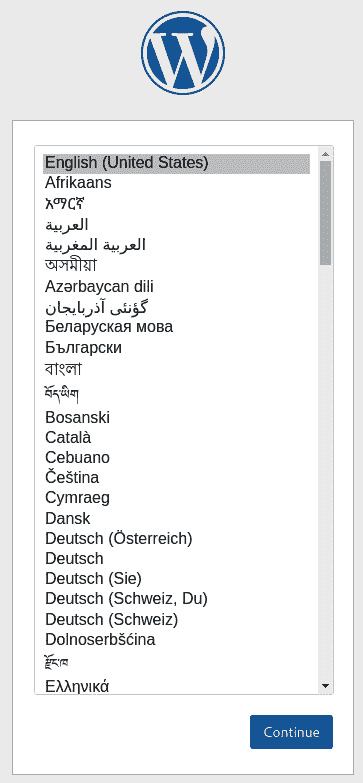 English (United States)
Afrikaans
አማርኛ
العربية
العربية المغربية
অসমীয়া
Azərbaycan dili
گؤنئی آذربایجان
Беларуская мова
Български
বাংলা
བོད་ཡིག
Bosanski
Català
Cebuano
Čeština
Cymraeg
Dansk
Deutsch (Österreich)
Deutsch
Deutsch (Sie)
Deutsch (Schweiz, Du)
Deutsch (Schweiz)
Dolnoserbšćina
རྫོང་ཁ
Ελληνικά
Continue